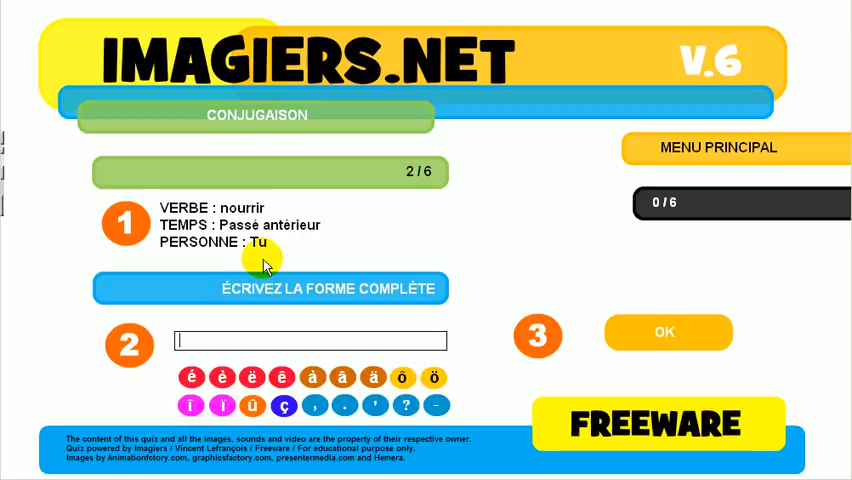 IMAGIERS.NET
V.6
CONJUGAISON
MENU PRINCIPAL
2 / 6
0 / 6
1
VERBE : nourrir
TEMPS : Passé antérieur
PERSONNE : Tu
ÉCRIVEZ LA FORME COMPLÈTE
2
3
OK
é è ë ê à â ä ô ö
î ï û ç , . ' ? -
FREEWARE
The content of this quiz and all the images, sounds and video are the property of their respective owner.
Quiz powered by Imagiers / Vincent Lefrançois / Freeware / For educational purpose only.
Images by Animationfctory.com, graphicsfactory.com, presentermedia.com and Hemera.